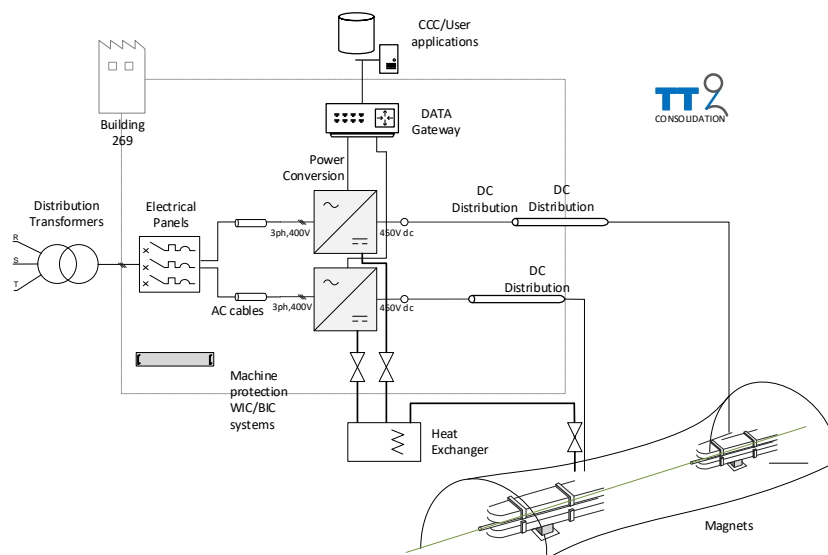 CCC/User
applications
Building
269
DATA
Gateway
TT2
CONSOLIDATION
Power
Conversion
Distribution
Transformers
Electrical
Panels
DC
Distribution
DC
Distribution
R
S
T
3ph,400V
450V dc
DC
Distribution
AC cables
3ph,400V
450V dc
Machine
protection
WIC/BIC
systems
Heat
Exchanger
Magnets